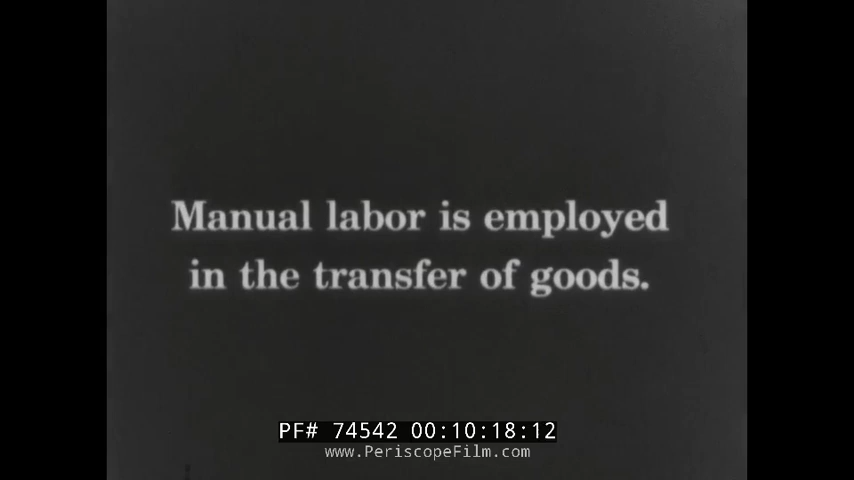 Manual labor is employed
in the transfer of goods.
PF# 74542 00:10:18:12
www.PeriscopeFilm.com